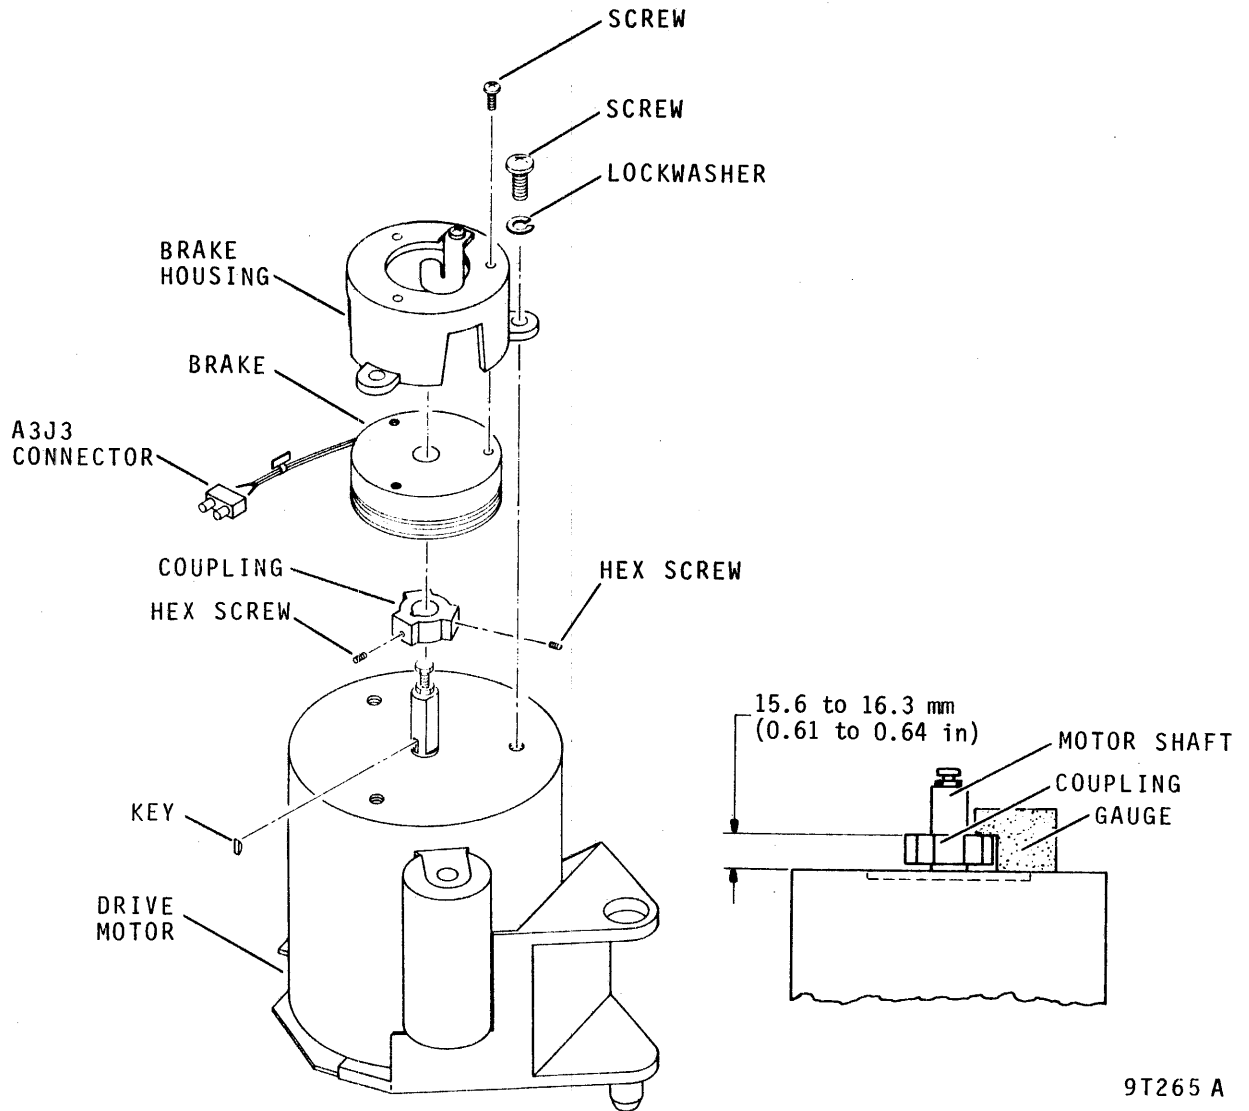 SCREW
SCREW
LOCKWASHER
BRAKE
HOUSING
BRAKE
A3J3
CONNECTOR
COUPLING
HEX SCREW
HEX SCREW
KEY
DRIVE
MOTOR
15.6 to 16.3 mm
(0.61 to 0.64 in)
MOTOR SHAFT
COUPLING
GAUGE
9T265 A